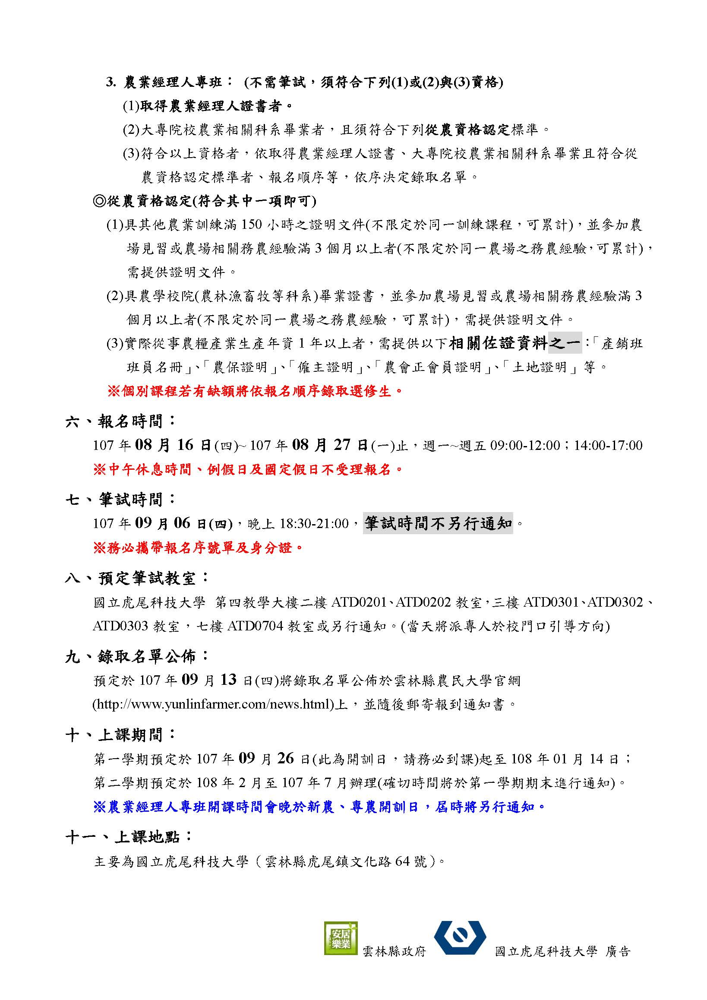 3. 農業經理人專班： (不需筆試，須符合下列(1)或(2)與(3)資格)
(1)取得農業經理人證書者。
(2)大專院校農業相關科系畢業者，且須符合下列從農資格認定標準。
(3)符合以上資格者，依取得農業經理人證書、大專院校農業相關科系畢業且符合從
農資格認定標準者、報名順序等，依序決定錄取名單。
◎從農資格認定(符合其中一項即可)
(1)具其他農業訓練滿 150 小時之證明文件(不限定於同一訓練課程，可累計)，並參加農
場見習或農場相關務農經驗滿 3 個月以上者(不限定於同一農場之務農經驗，可累計)，
需提供證明文件。
(2)具農學校院(農林漁畜牧等科系)畢業證書，並參加農場見習或農場相關務農經驗滿 3
個月以上者(不限定於同一農場之務農經驗，可累計)，需提供證明文件。
(3)實際從事農糧產業生產年資 1 年以上者，需提供以下相關佐證資料之一：「產銷班
班員名冊」、「農保證明」、「僱主證明」、「農會正會員證明」、「土地證明」等。
※個別課程若有缺額將依報名順序錄取選修生。
六、報名時間：
107 年 08 月 16 日(四)~ 107 年 08 月 27 日(一)止，週一~週五 09:00-12:00；14:00-17:00
※中午休息時間、例假日及國定假日不受理報名。
七、筆試時間：
107 年 09 月 06 日(四)，晚上 18:30-21:00，筆試時間不另行通知。
※務必攜帶報名序號單及身分證。
八、預定筆試教室：
國立虎尾科技大學 第四教學大樓二樓 ATD0201、ATD0202 教室，三樓 ATD0301、ATD0302、
ATD0303 教室，七樓 ATD0704 教室或另行通知。(當天將派專人於校門口引導方向)
九、錄取名單公佈：
預定於 107 年 09 月 13 日(四)將錄取名單公佈於雲林縣農民大學官網
(http://www.yunlinfarmer.com/news.html)上，並隨後郵寄報到通知書。
十、上課期間：
第一學期預定於 107 年 09 月 26 日(此為開訓日，請務必到課)起至 108 年 01 月 14 日；
第二學期預定於 108 年 2 月至 107 年 7 月辦理(確切時間將於第一學期期末進行通知)。
※農業經理人專班開課時間會晚於新農、專農開訓日，屆時將另行通知。
十一、上課地點：
主要為國立虎尾科技大學（雲林縣虎尾鎮文化路 64 號）。
安居
樂業
雲林縣政府 國立虎尾科技大學 廣告